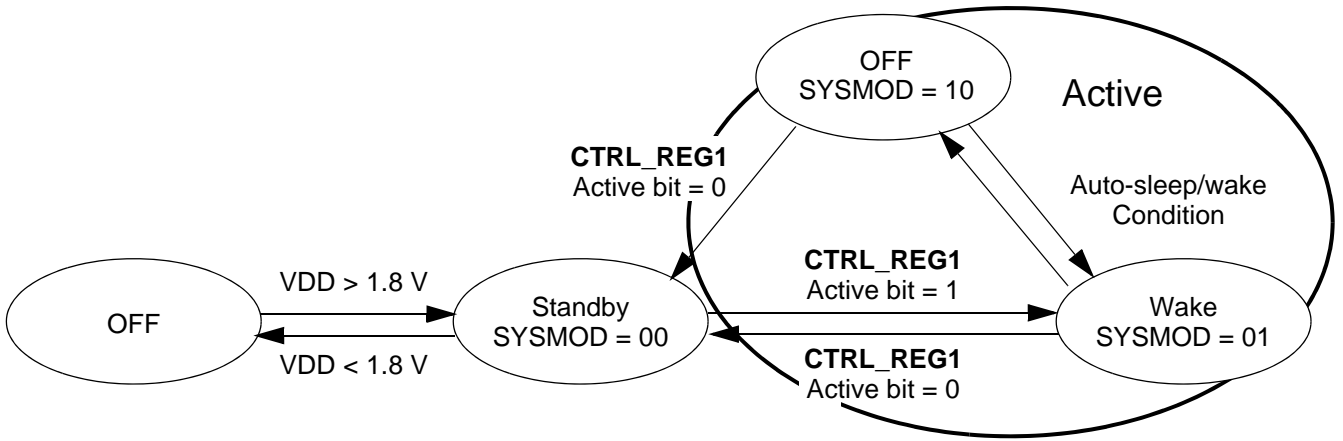 OFF
SYSMOD = 10
Active
CTRL_REG1
Active bit = 0
Auto-sleep/wake
Condition
CTRL_REG1
Active bit = 1
VDD > 1.8 V
OFF
Standby
SYSMOD = 00
Wake
SYSMOD = 01
VDD < 1.8 V
CTRL_REG1
Active bit = 0